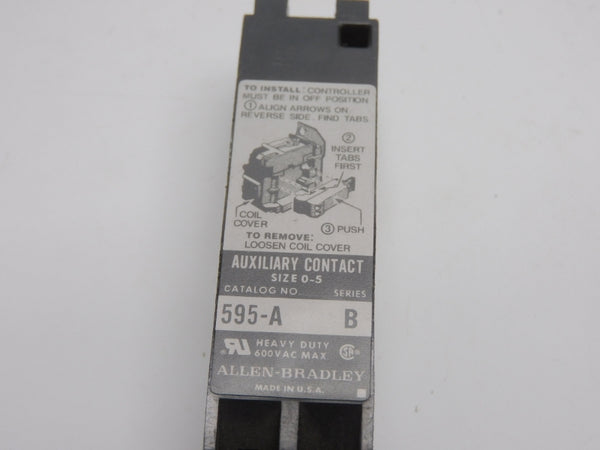 TO INSTALL: CONTROLLER
MUST BE IN OFF POSITION
① ALIGN ARROWS ON
REVERSE SIDE. FIND TABS
②
INSERT
TABS
FIRST
COIL
COVER
③ PUSH
TO REMOVE:
LOOSEN COIL COVER
AUXILIARY CONTACT
SIZE 0-5
CATALOG NO. SERIES
595-A B
HEAVY DUTY
600VAC MAX
ALLEN-BRADLEY
MADE IN U.S.A.